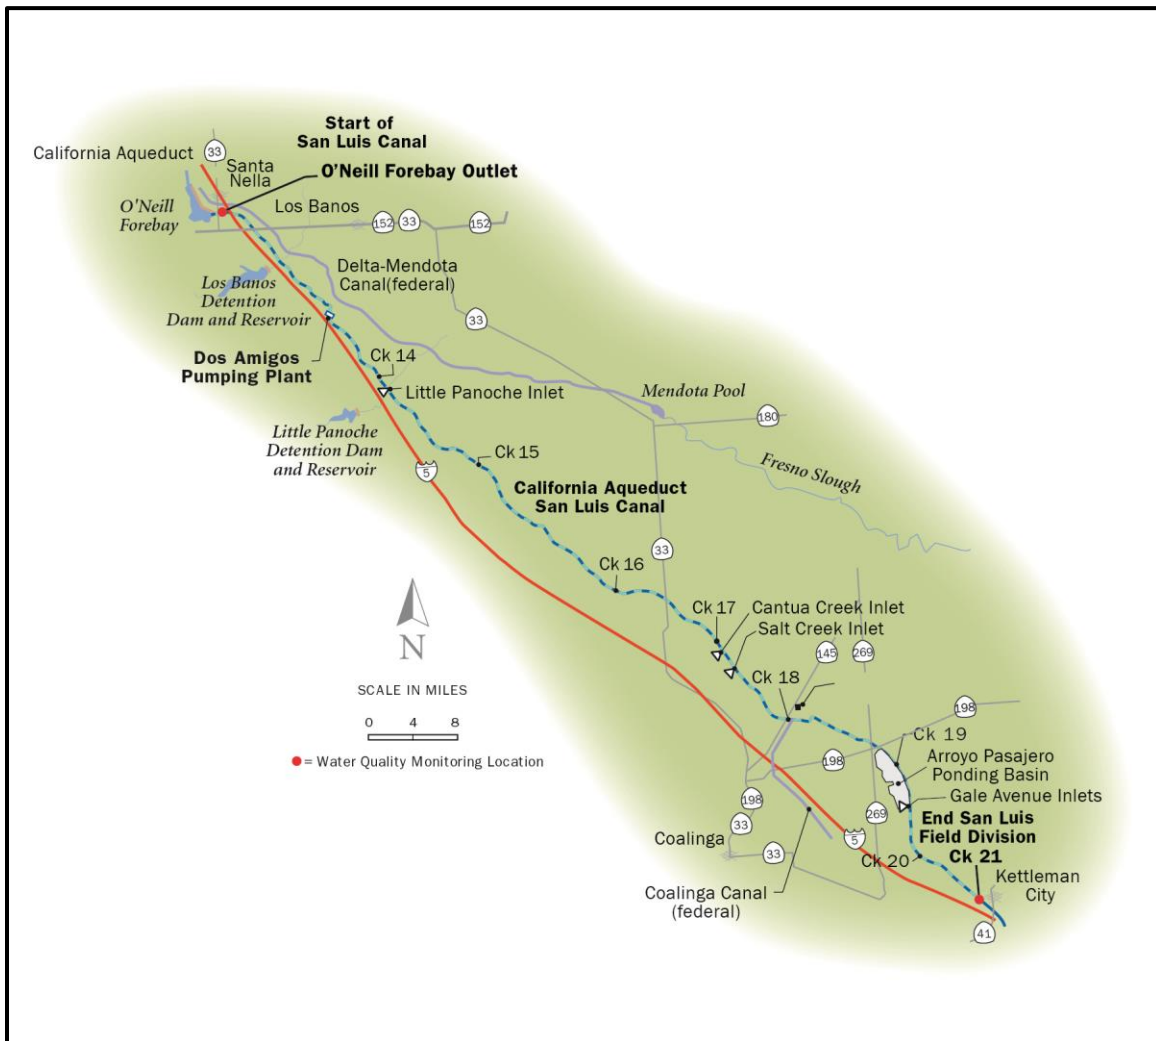 Start of
San Luis Canal
California Aqueduct
33
Santa
Nella
O'Neill Forebay Outlet
O'Neill
Forebay
Los Banos
152
33
152
Delta-Mendota
Canal(federal)
Los Banos
Detention
Dam and Reservoir
33
Dos Amigos
Pumping Plant
Ck 14
Little Panoche Inlet
Mendota Pool
180
Little Panoche
Detention Dam
and Reservoir
5
Ck 15
Fresno Slough
California Aqueduct
San Luis Canal
33
Ck 16
N
Ck 17
Cantua Creek Inlet
Salt Creek Inlet
145
269
Ck 18
SCALE IN MILES
0 4 8
= Water Quality Monitoring Location
198
Ck 19
198
Arroyo Pasajero
Ponding Basin
Gale Avenue Inlets
198
33
269
End San Luis
Field Division
Ck 21
5
Coalinga
33
Ck 20
Kettleman
City
Coalinga Canal
(federal)
41